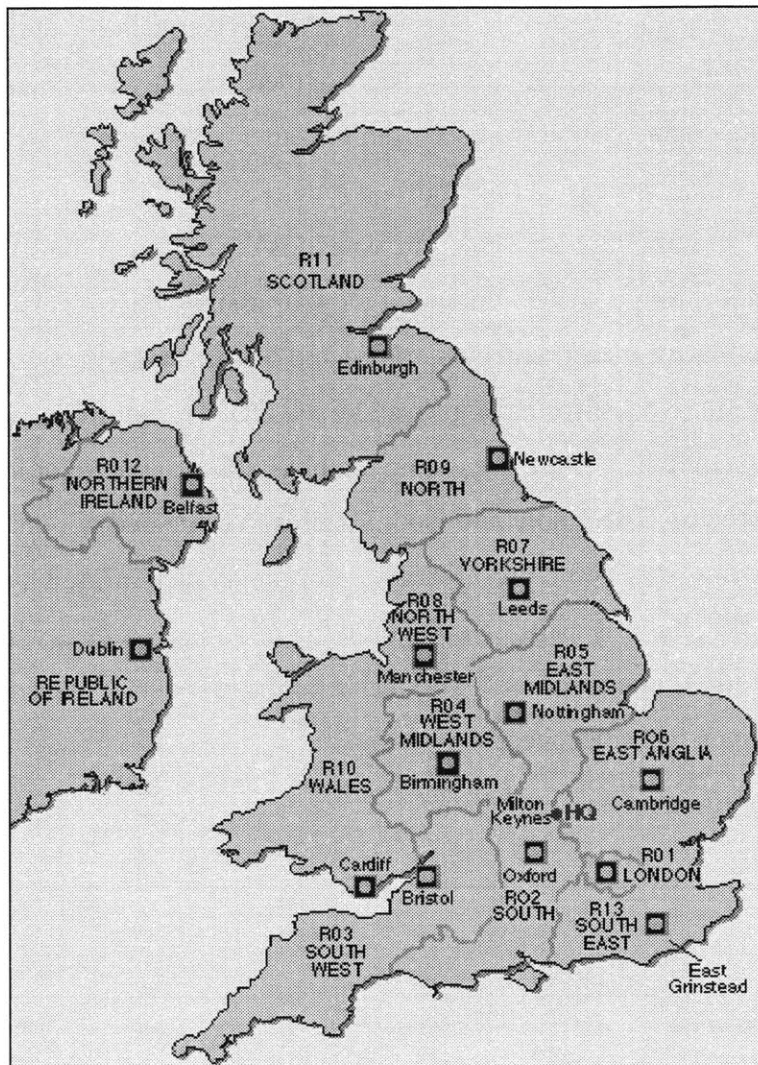 R11
SCOTLAND
Edinburgh
R012
NORTHERN
IRELAND
Belfast
R09
NORTH
Newcastle
R07
YORKSHIRE
Leeds
R08
NORTH
WEST
Manchester
Dublin
REPUBLIC
OF IRELAND
R05
EAST
MIDLANDS
Nottingham
R04
WEST
MIDLANDS
Birmingham
R06
EAST ANGLIA
Cambridge
R10
WALES
Milton
Keynes
HQ
Cardiff
Bristol
Oxford
R01
LONDON
R02
SOUTH
R03
SOUTH
WEST
R13
SOUTH
EAST
East
Grinstead